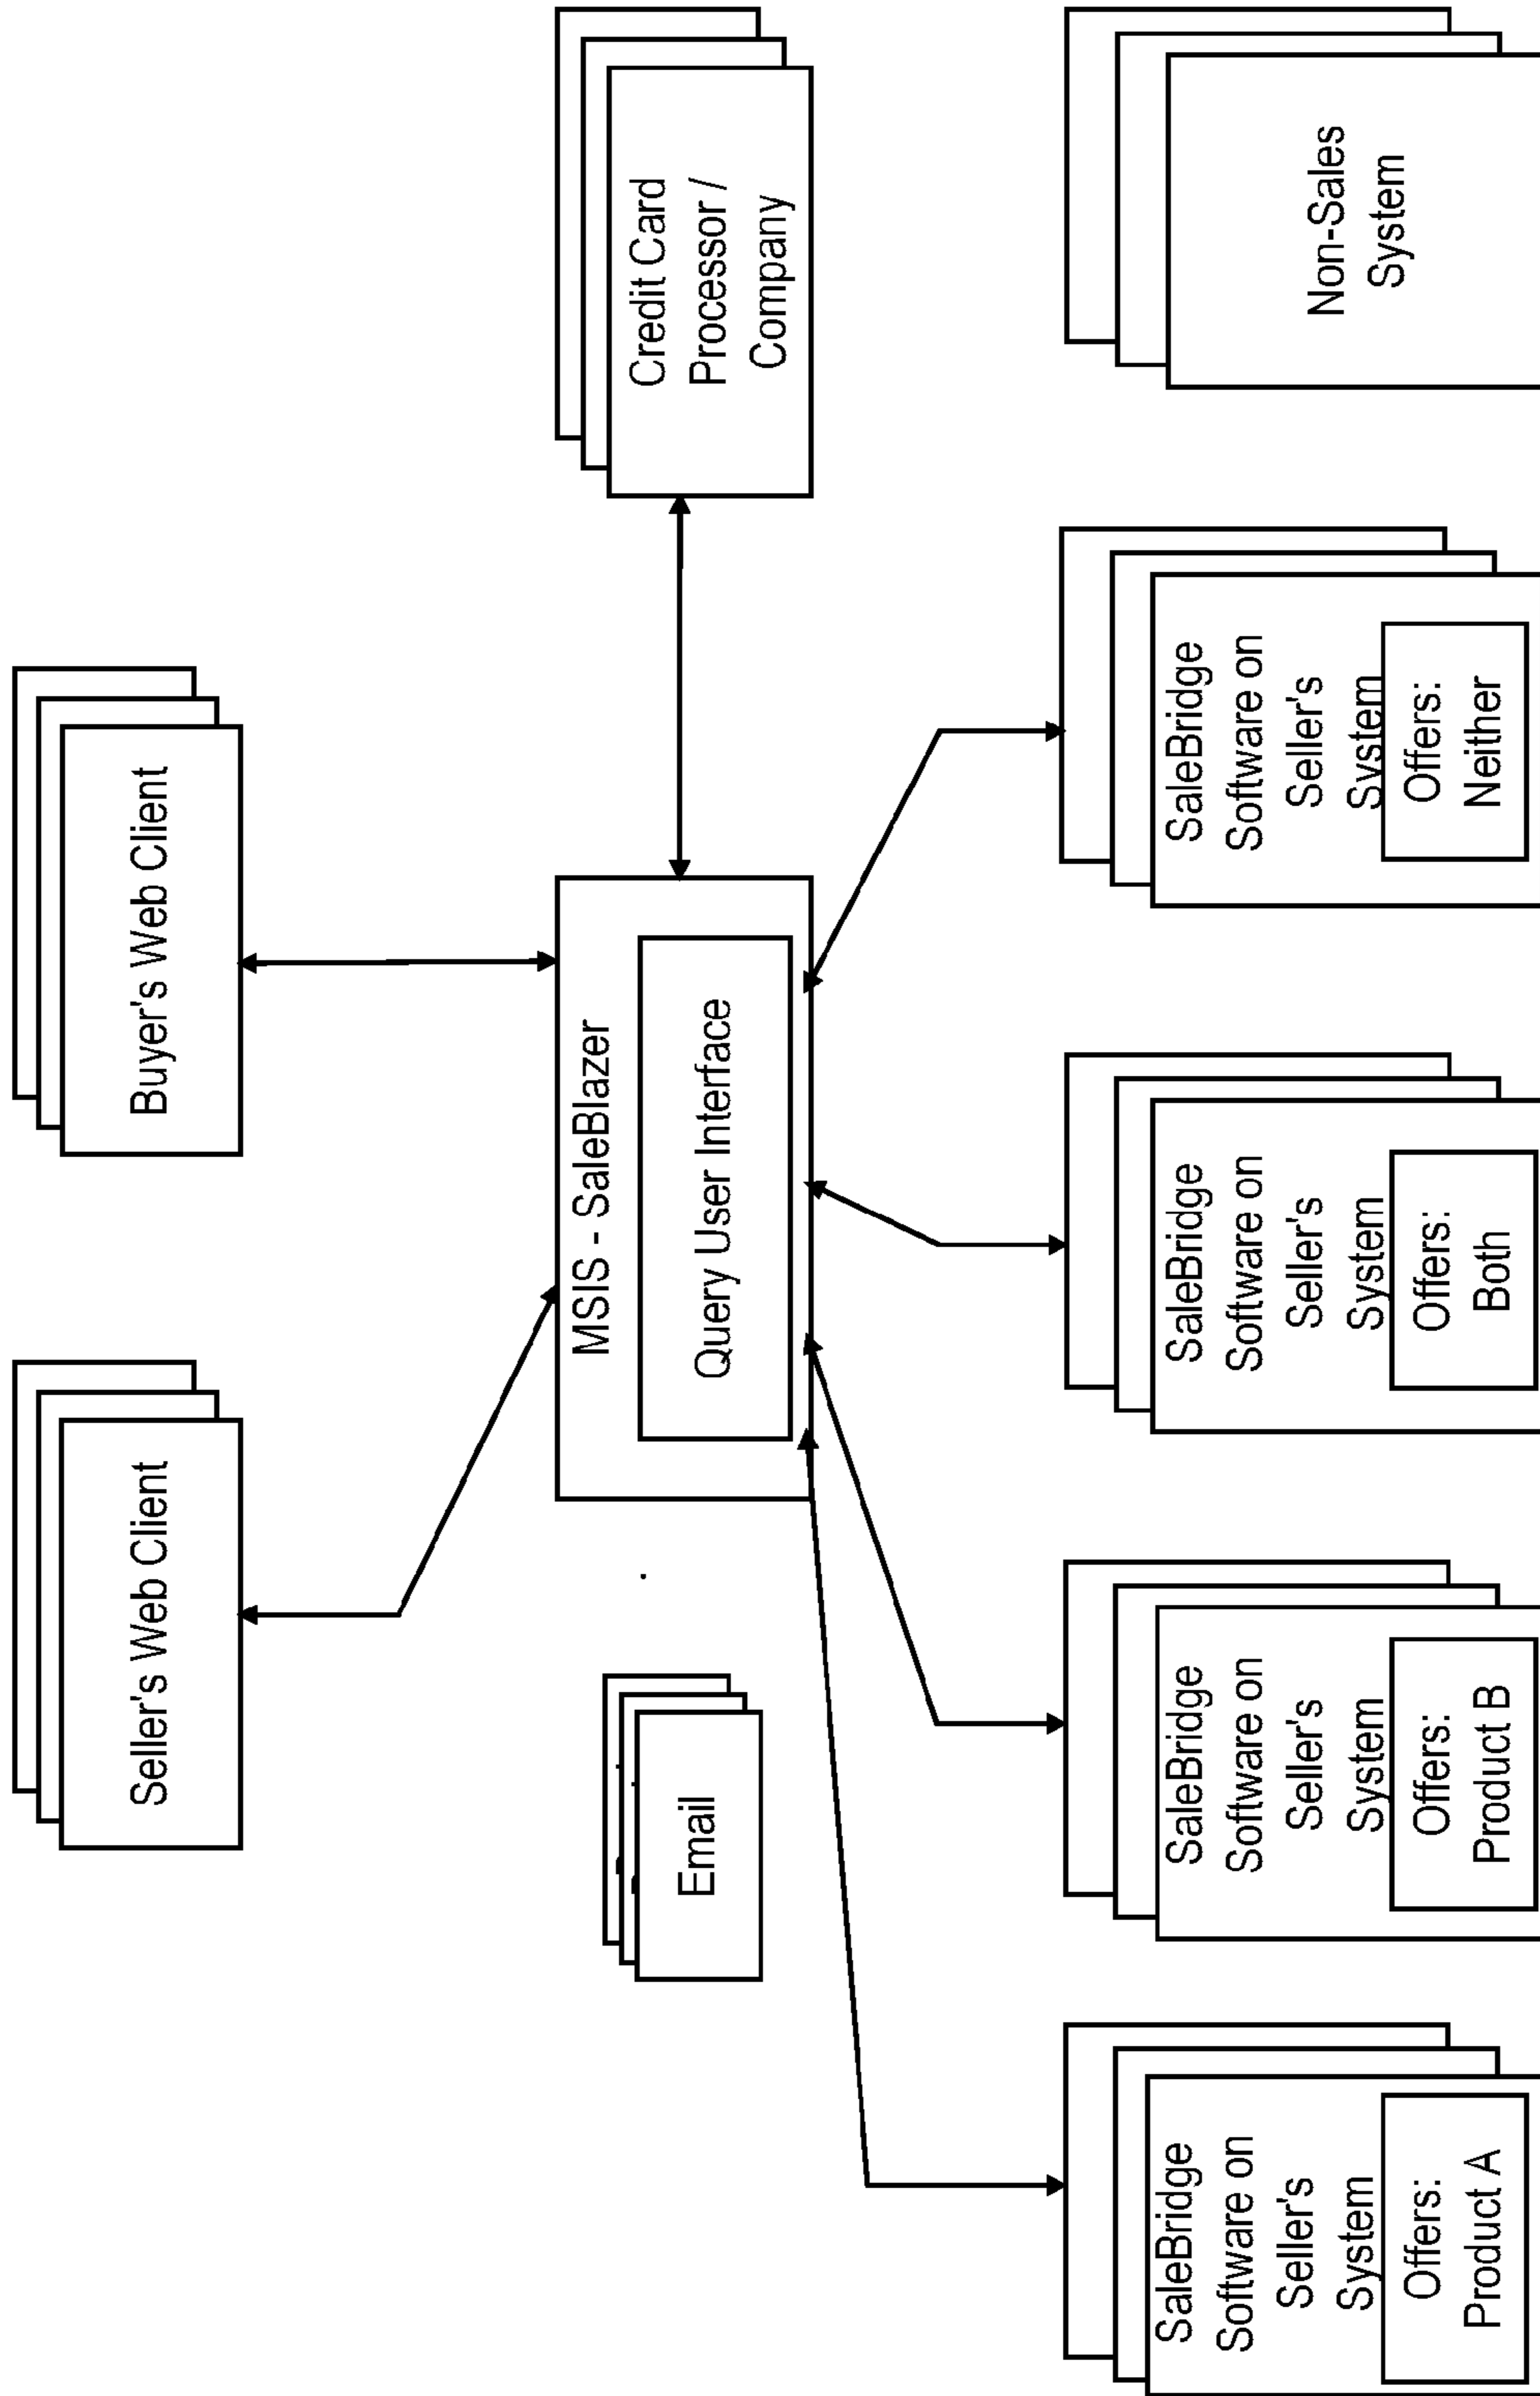 Seller's Web Client
Buyer's Web Client
MSIS - SaleBlazer
Query User Interface
Email
Credit Card
Processor /
Company
SaleBridge
Software on
Seller's
System
Offers:
Product A
SaleBridge
Software on
Seller's
System
Offers:
Product B
SaleBridge
Software on
Seller's
System
Offers:
Both
SaleBridge
Software on
Seller's
System
Offers:
Neither
Non-Sales
System